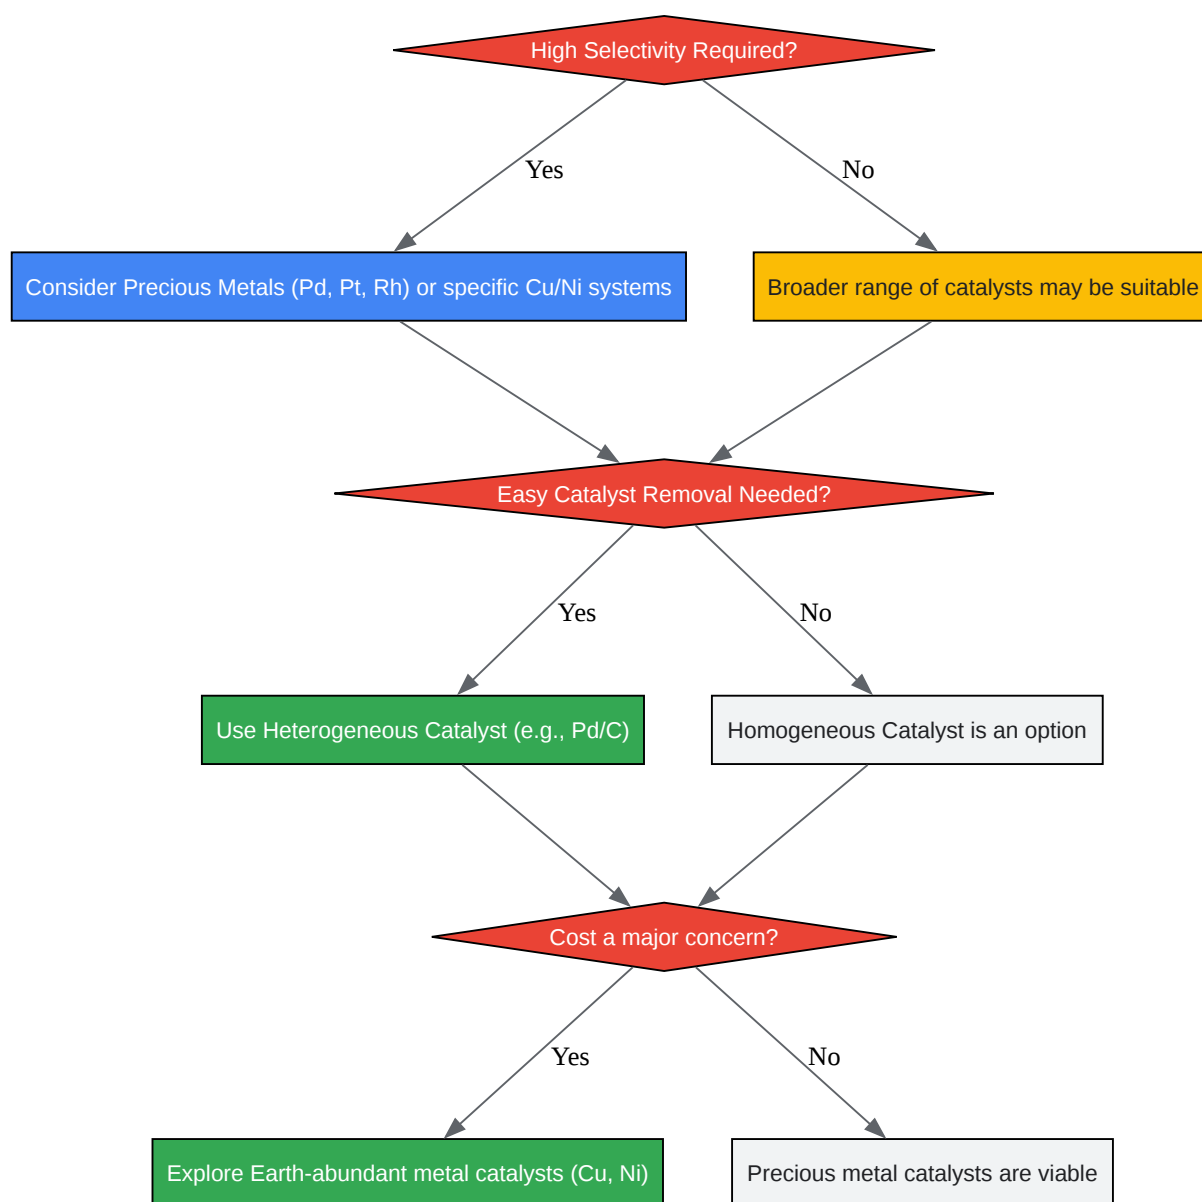 High Selectivity Required?
Yes
No
Consider Precious Metals (Pd, Pt, Rh) or specific Cu/Ni systems
Broader range of catalysts may be suitable
Easy Catalyst Removal Needed?
Yes
No
Use Heterogeneous Catalyst (e.g., Pd/C)
Homogeneous Catalyst is an option
Cost a major concern?
Yes
No
Explore Earth-abundant metal catalysts (Cu, Ni)
Precious metal catalysts are viable